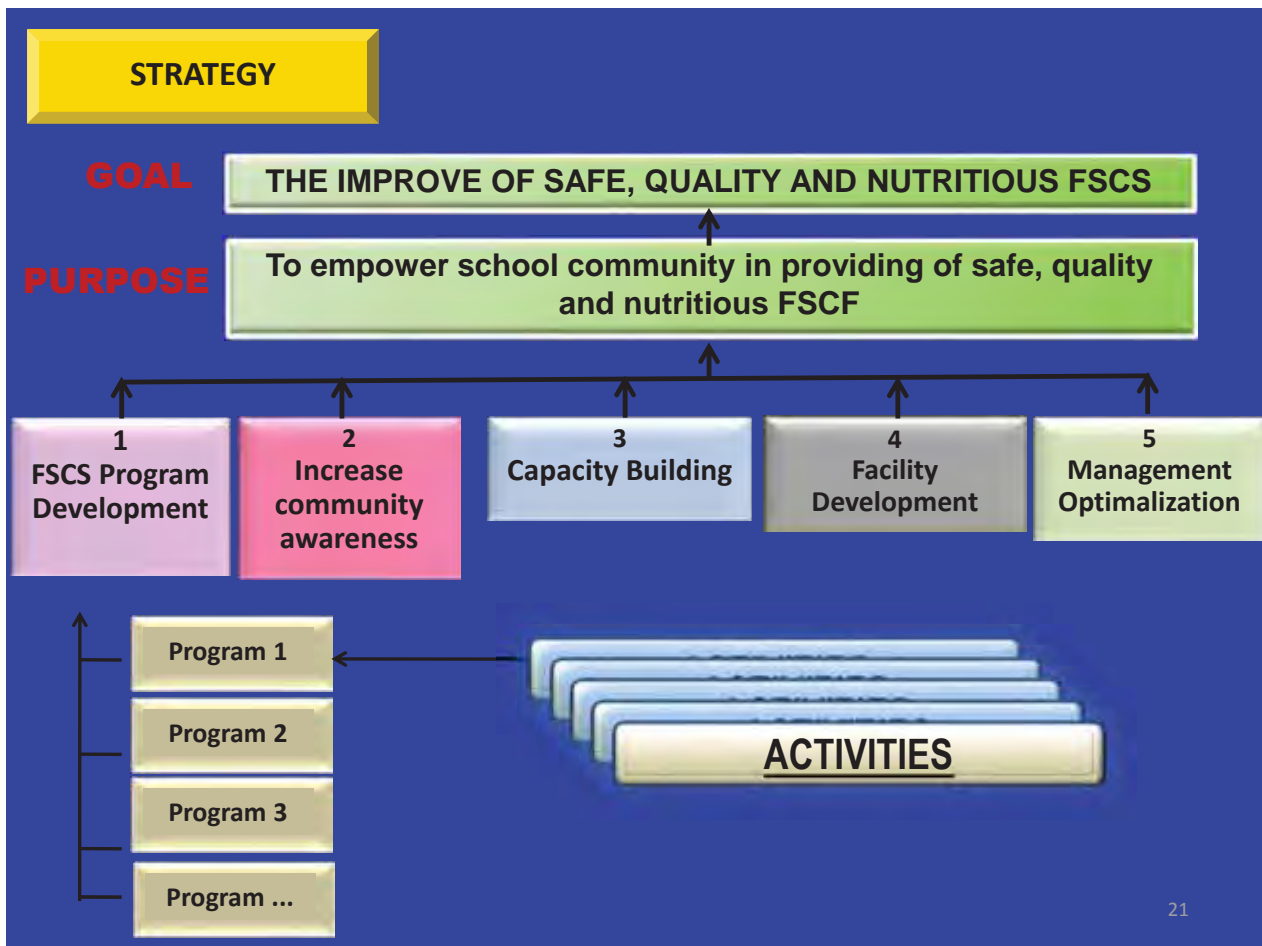 STRATEGY
GOAL
THE IMPROVE OF SAFE, QUALITY AND NUTRITIOUS FSCS
PURPOSE
To empower school community in providing of safe, quality
and nutritious FSCF
1
FSCS Program
Development
2
Increase
community
awareness
3
Capacity Building
4
Facility
Development
5
Management
Optimalization
Program 1
Program 2
Program 3
Program ...
ACTIVITIES
21